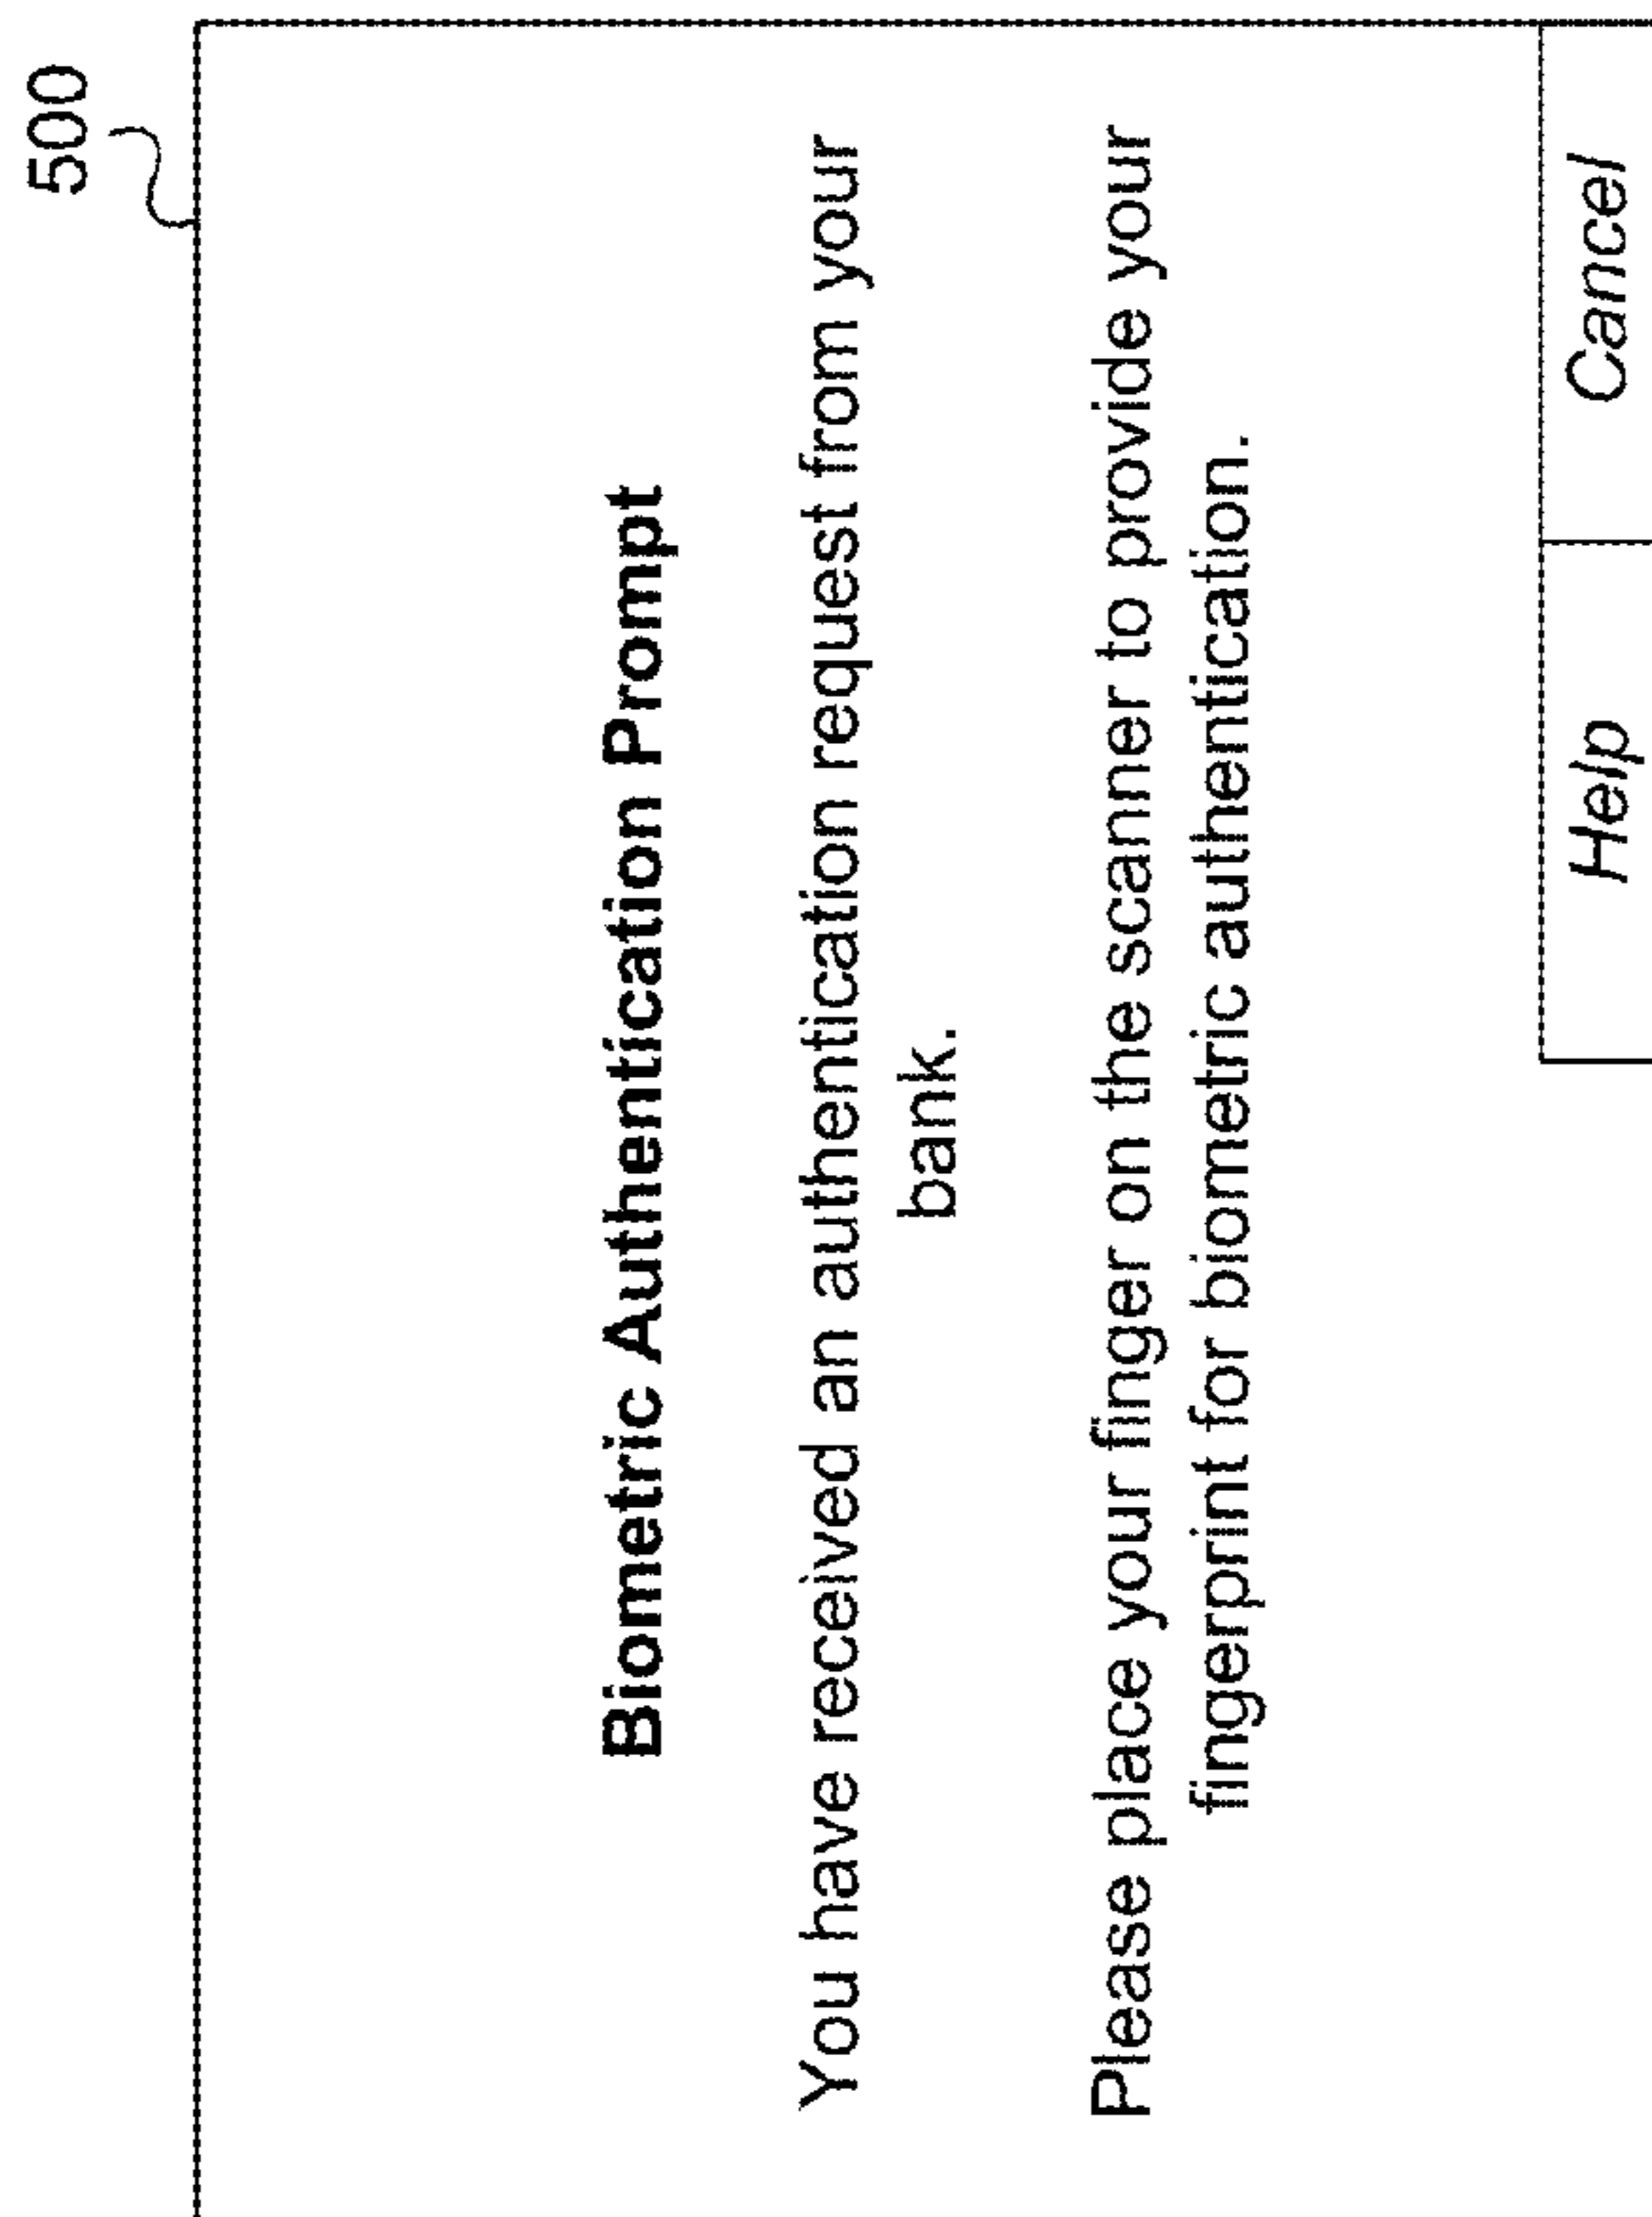 500
Biometric Authentication Prompt
You have received an authentication request from your
bank.
Please place your finger on the scanner to provide your
fingerprint for biometric authentication.
Help
Cancel